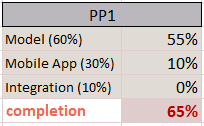 PP1
Model (60%) 55%
Mobile App (30%) 10%
Integration (10%) 0%
completion 65%